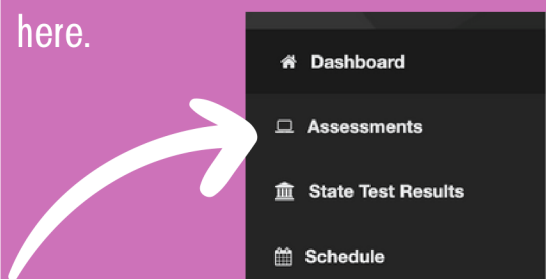 here.
Dashboard
Assessments
State Test Results
Schedule